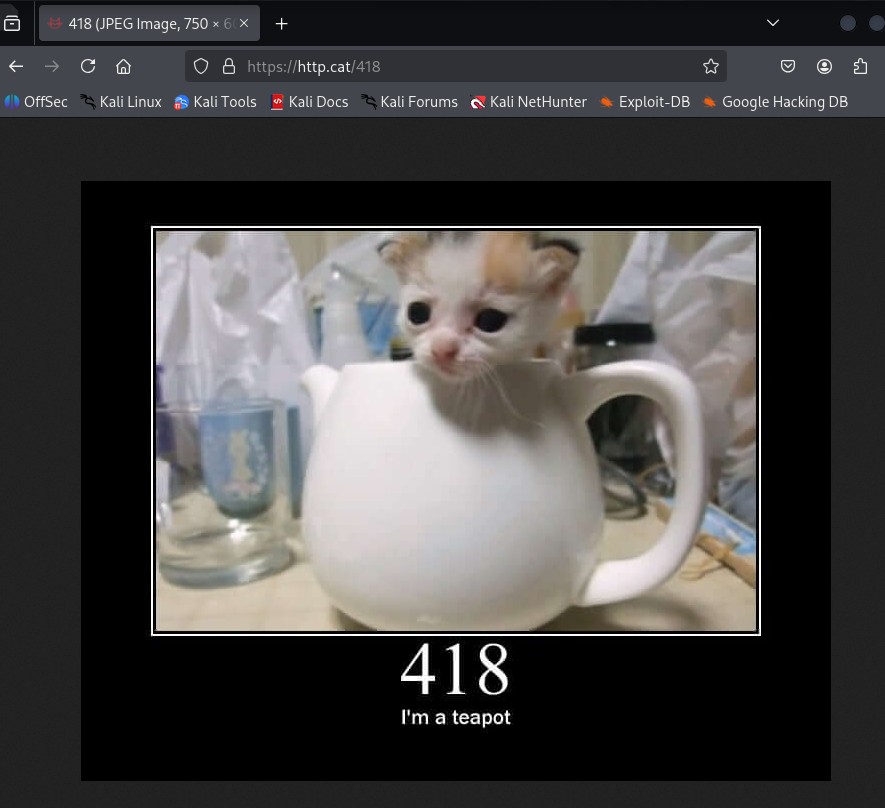 418 (JPEG Image, 750 × 6
https://http.cat/418
OffSec Kali Linux Kali Tools Kali Docs Kali Forums Kali NetHunter Exploit-DB Google Hacking DB
418
I'm a teapot